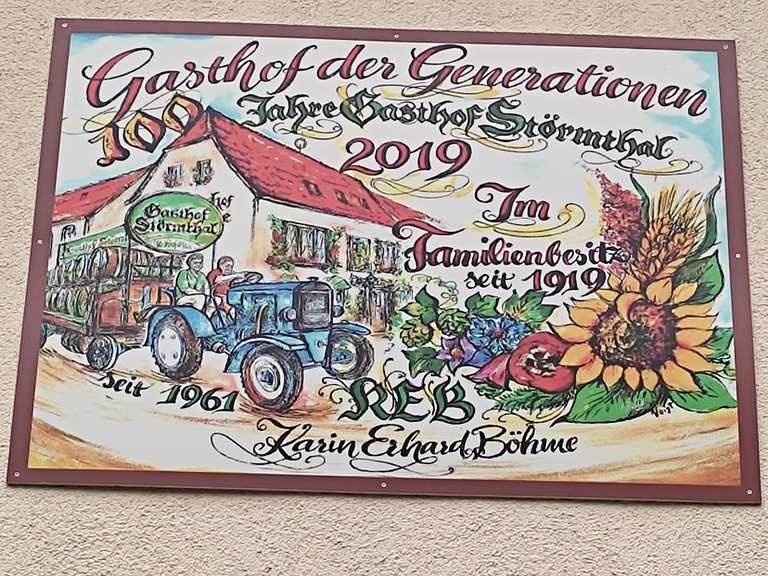 Gasthof der Generationen
100 Jahre Gasthof Störmthal
2019
Im
Familienbesitz
seit 1919
Gasthof
Störmthal
hof
e
seit 1961
KEB
Karin Erhard Böhme